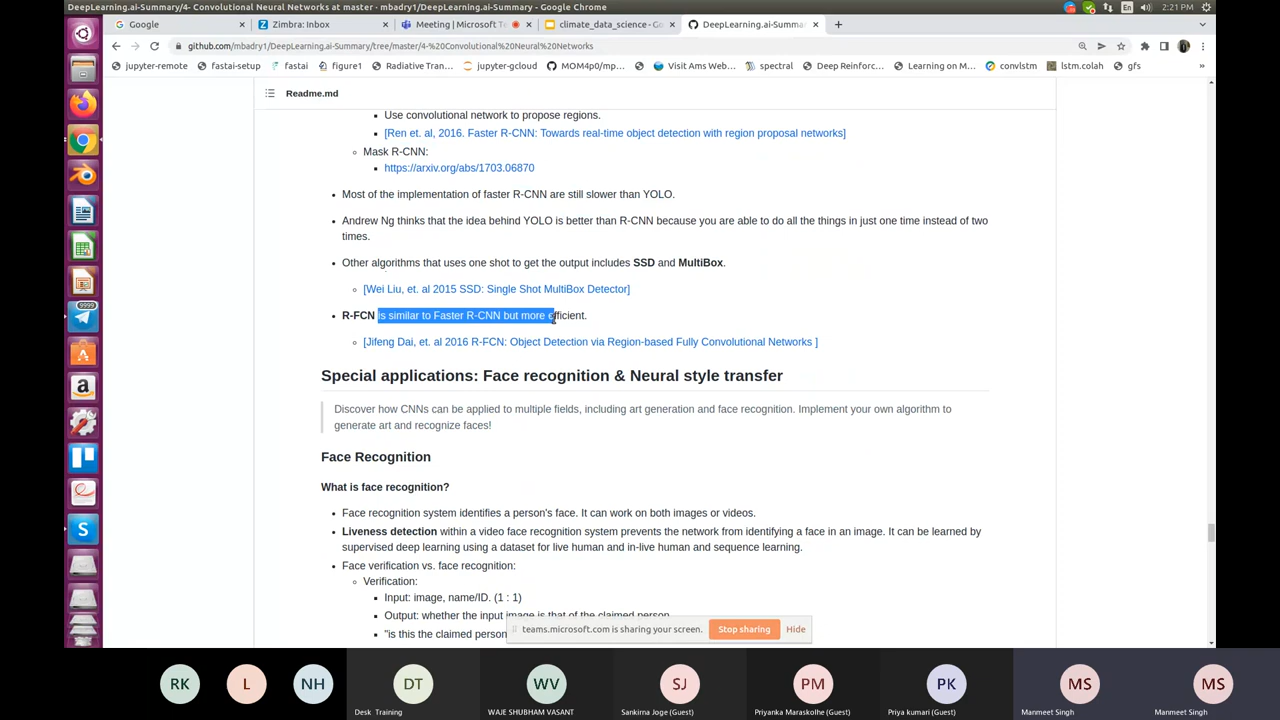 DeepLearning.ai-Summary/4- Convolutional Neural Networks at master · mbadry1/DeepLearning.ai-Summary - Google Chrome
En
2:21 PM
Google
Zimbra: Inbox
Meeting | Microsoft Te
climate_data_science - Go
DeepLearning.ai-Summar
github.com/mbadry1/DeepLearning.ai-Summary/tree/master/4-%20Convolutional%20Neural%20Networks
jupyter-remote
fastai-setup
fastai
figure1
Radiative Tran...
jupyter-gcloud
MOM4p0/mp...
Visit Ams Web...
spectral
Deep Reinforc...
Learning on M...
convlstm
lstm.colah
gfs
»
Readme.md
Use convolutional network to propose regions.
[Ren et. al, 2016. Faster R-CNN: Towards real-time object detection with region proposal networks]
Mask R-CNN:
https://arxiv.org/abs/1703.06870
Most of the implementation of faster R-CNN are still slower than YOLO.
Andrew Ng thinks that the idea behind YOLO is better than R-CNN because you are able to do all the things in just one time instead of two
times.
Other algorithms that uses one shot to get the output includes SSD and MultiBox.
[Wei Liu, et. al 2015 SSD: Single Shot MultiBox Detector]
9999
R-FCN is similar to Faster R-CNN but more efficient.
[Jifeng Dai, et. al 2016 R-FCN: Object Detection via Region-based Fully Convolutional Networks ]
Special applications: Face recognition & Neural style transfer
Discover how CNNs can be applied to multiple fields, including art generation and face recognition. Implement your own algorithm to
generate art and recognize faces!
Face Recognition
What is face recognition?
Face recognition system identifies a person's face. It can work on both images or videos.
Liveness detection within a video face recognition system prevents the network from identifying a face in an image. It can be learned by
supervised deep learning using a dataset for live human and in-live human and sequence learning.
Face verification vs. face recognition:
Verification:
Input: image, name/ID. (1 : 1)
Output: whether the input image is that of the claimed person.
"is this the claimed person
teams.microsoft.com is sharing your screen.
Stop sharing
Hide
RK
L
NH
DT
WV
SJ
PM
PK
MS
MS
Desk Training
WAJE SHUBHAM VASANT
Sankirna Joge (Guest)
Priyanka Maraskolhe (Guest)
Priya kumari (Guest)
Manmeet Singh
Manmeet Singh